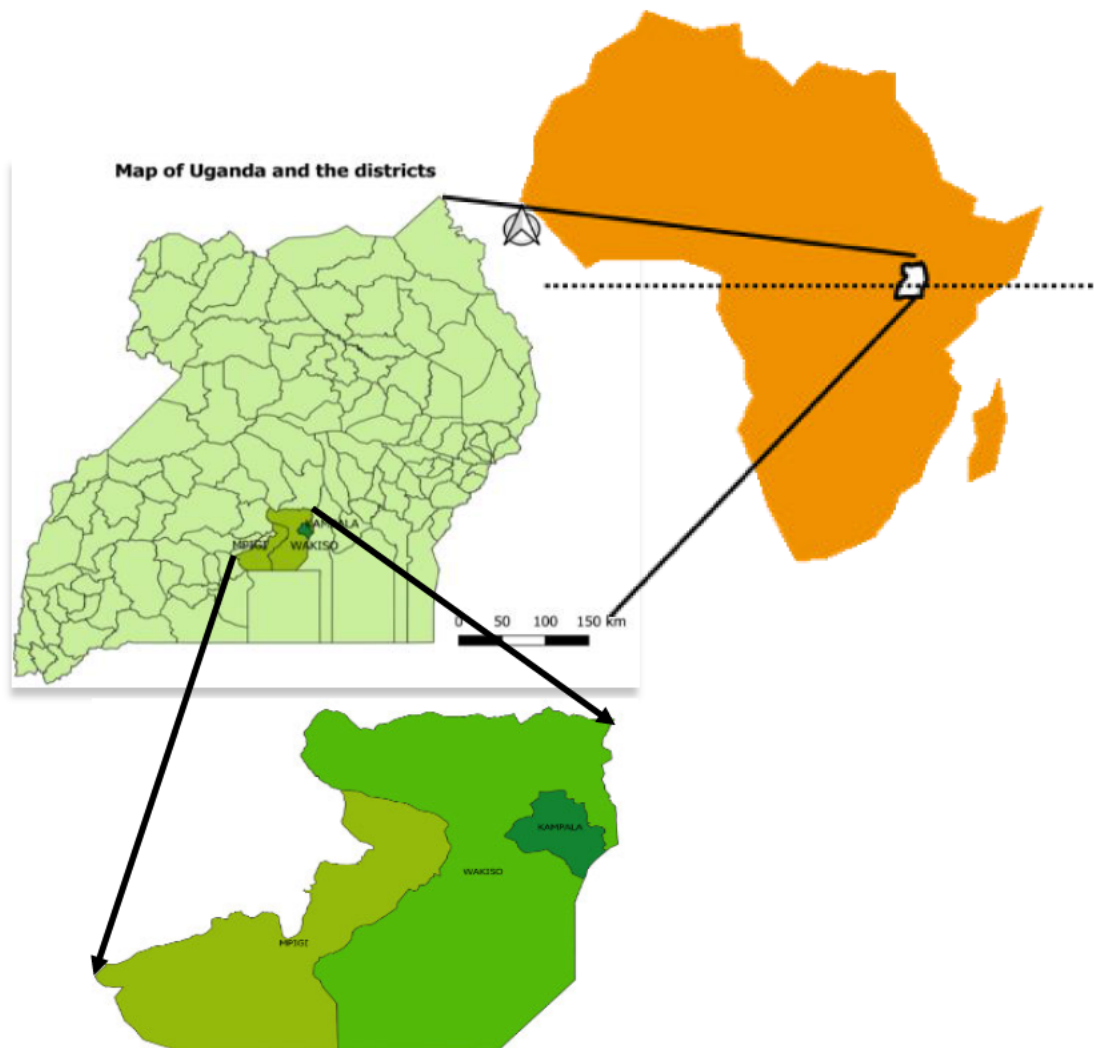 Map of Uganda and the districts
KAMPALA
MPIGI
WAKISO
0 50 100 150 km
KAMPALA
WAKISO
MPIGI